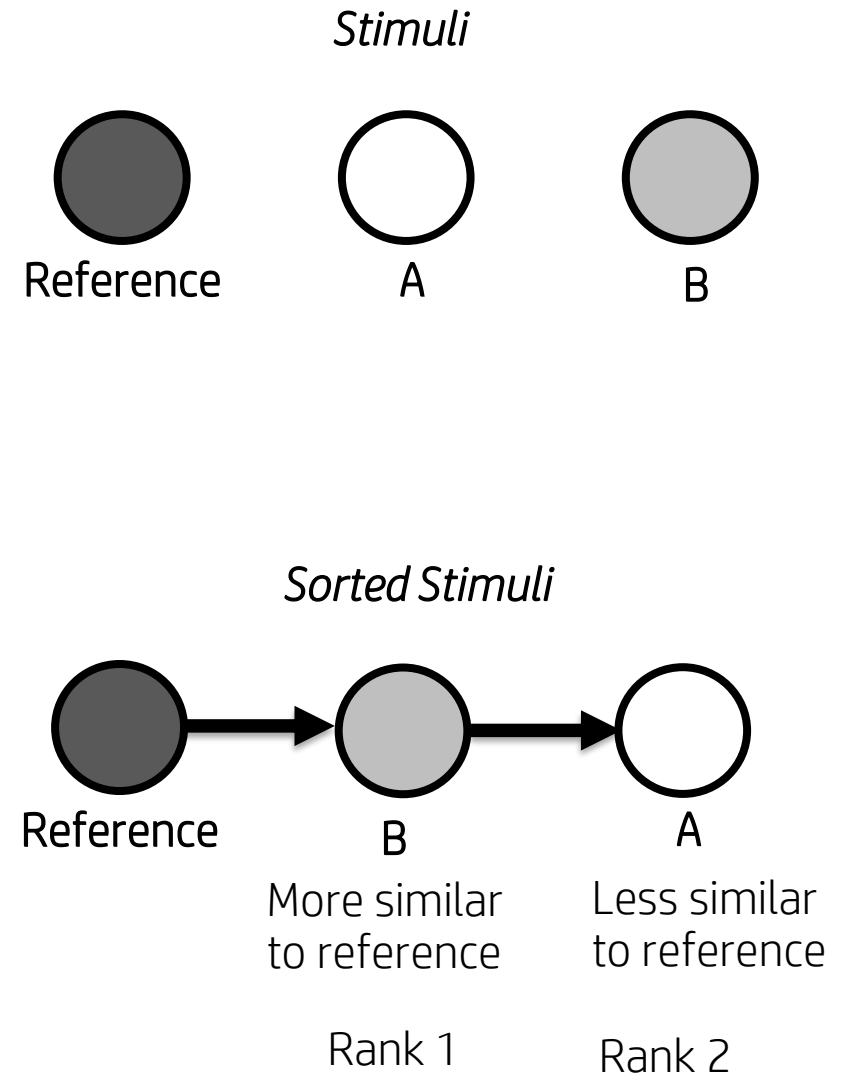 Stimuli
Reference
A
B
Sorted Stimuli
Reference
B
A
More similar
to reference
Less similar
to reference
Rank 1
Rank 2